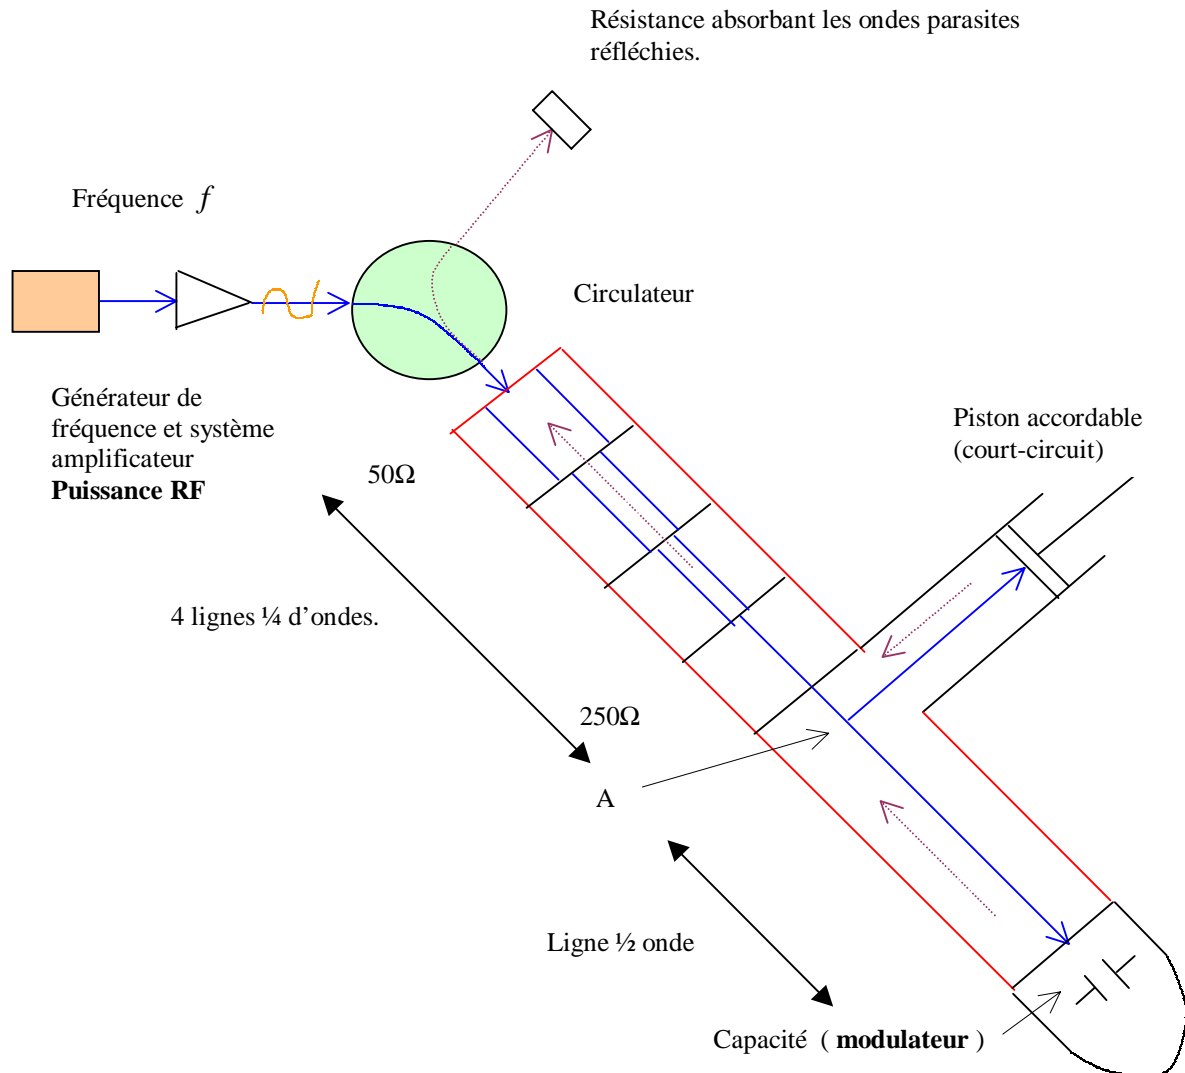 Résistance absorbant les ondes parasites
réfléchies.
Fréquence f
Circulateur
Générateur de
fréquence et système
amplificateur
Puissance RF
50Ω
Piston accordable
(court-circuit)
4 lignes ¼ d’ondes.
250Ω
A
Ligne ½ onde
Capacité ( modulateur )